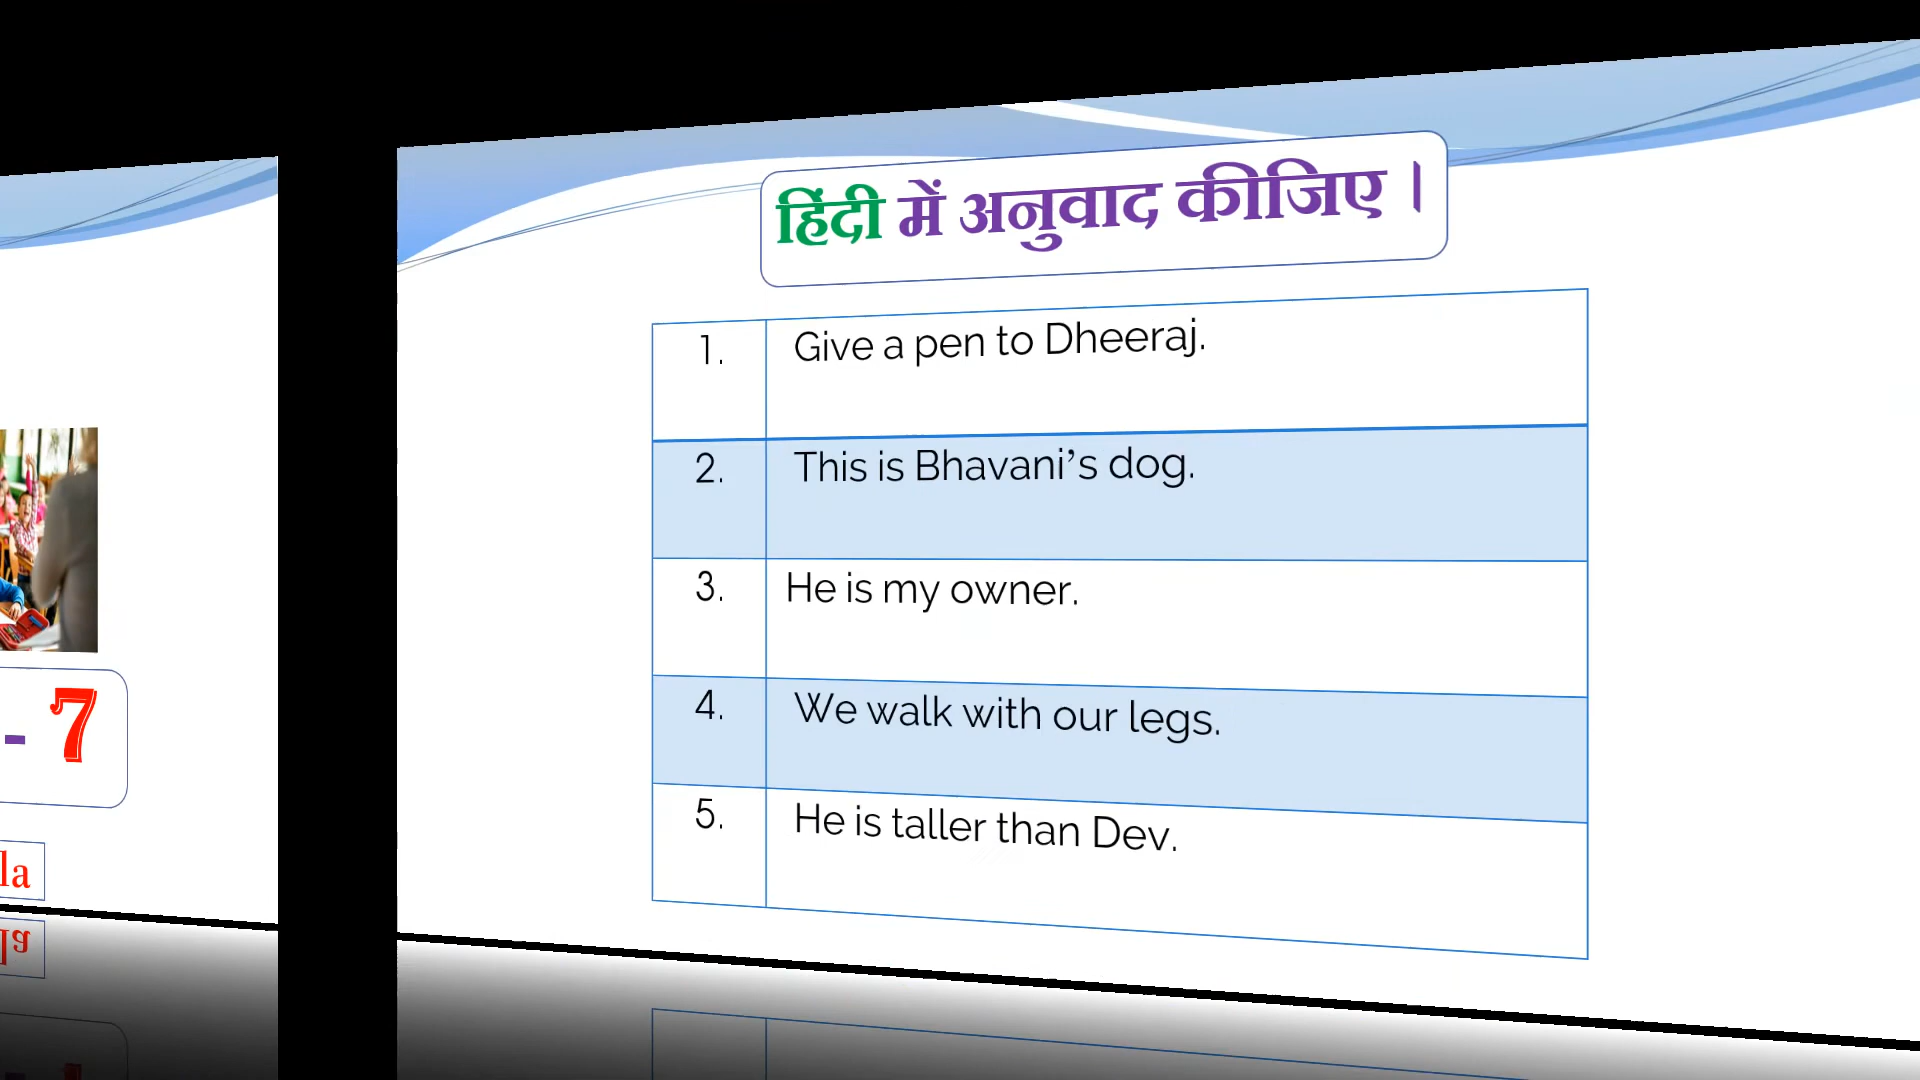 हिंदी में अनुवाद कीजिए ।
1. Give a pen to Dheeraj.
2. This is Bhavani's dog.
3. He is my owner.
4. We walk with our legs.
5. He is taller than Dev.
- 7
la